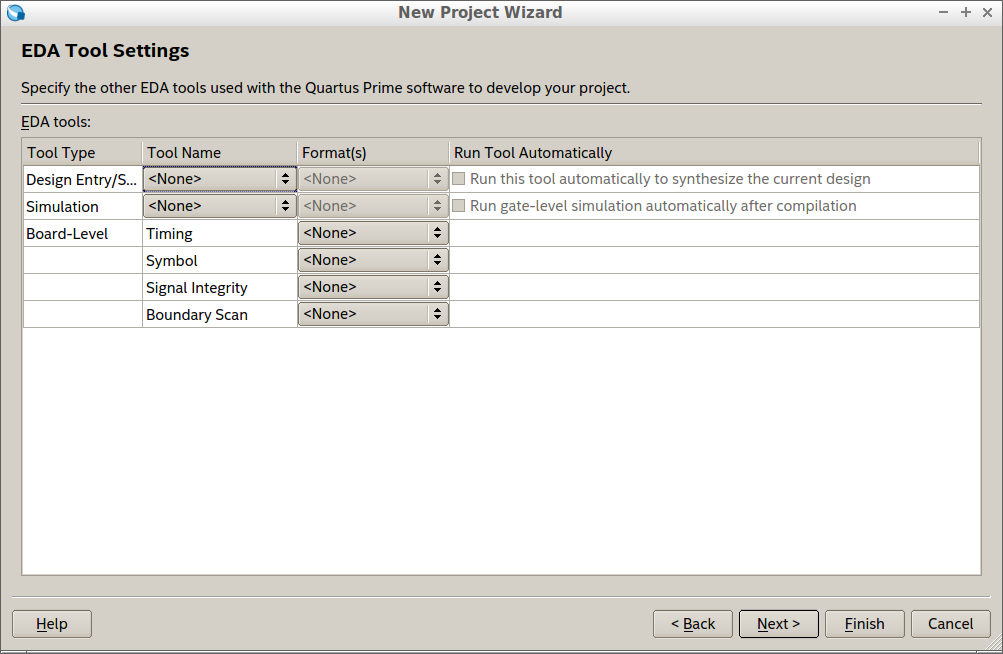 New Project Wizard
EDA Tool Settings
Specify the other EDA tools used with the Quartus Prime software to develop your project.
EDA tools:
Tool Type Tool Name Format(s) Run Tool Automatically
Design Entry/S... <None> <None> Run this tool automatically to synthesize the current design
Simulation <None> <None> Run gate-level simulation automatically after compilation
Board-Level Timing <None>
Symbol <None>
Signal Integrity <None>
Boundary Scan <None>
Help < Back Next > Finish Cancel